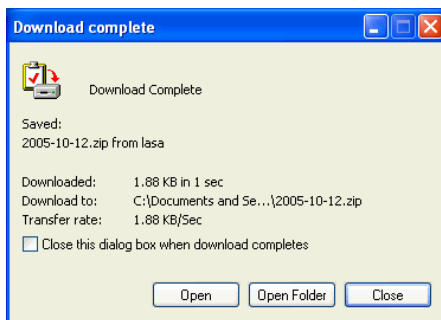 Download complete
Download Complete
Saved:
2005-10-12.zip from lasa
Downloaded: 1.88 KB in 1 sec
Download to: C:\Documents and Se...\2005-10-12.zip
Transfer rate: 1.88 KB/Sec
Close this dialog box when download completes
Open Open Folder Close